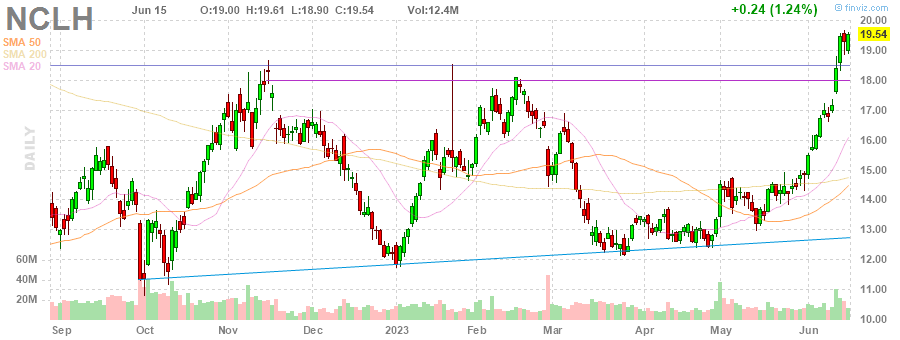 NCLH Jun 15 O:19.00 H:19.61 L:18.90 C:19.54 Vol:12.4M +0.24 (1.24%) @ finviz.com
SMA 50
SMA 200
SMA 20
DAILY
20.00
19.54
19.00
18.00
17.00
16.00
15.00
14.00
13.00
12.00
11.00
10.00
60M
40M
20M
Sep Oct Nov Dec 2023 Feb Mar Apr May Jun